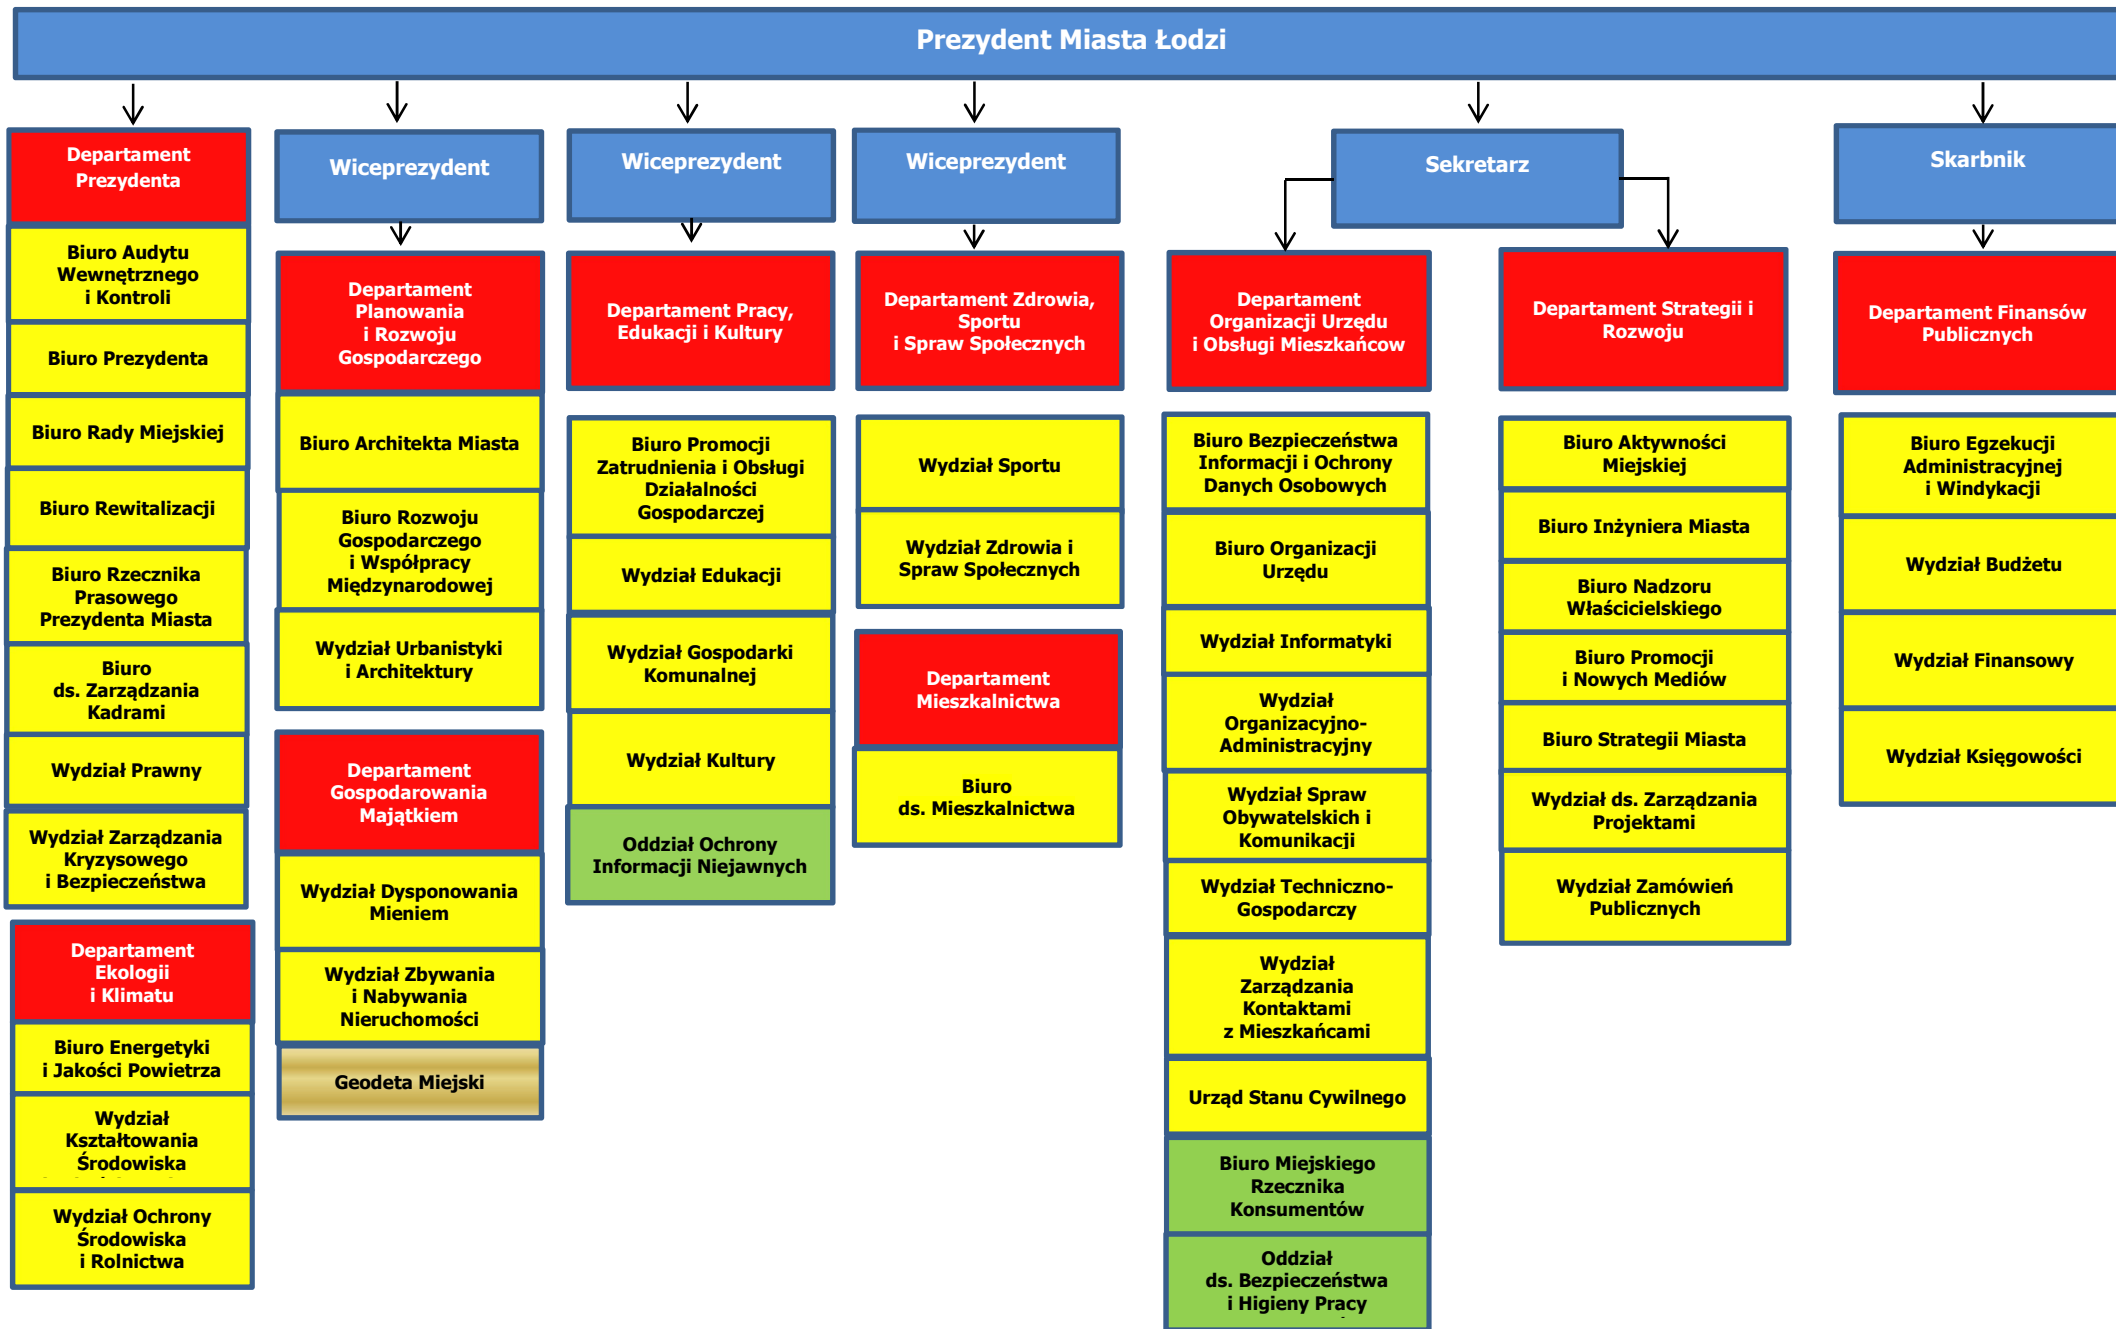 Prezydent Miasta Łodzi
Departament
Prezydenta
Biuro Audytu
Wewnętrznego
i Kontroli
Biuro Prezydenta
Biuro Rady Miejskiej
Biuro Rewitalizacji
Biuro Rzecznika
Prasowego
Prezydenta Miasta
Biuro
ds. Zarządzania
Kadrami
Wydział Prawny
Wydział Zarządzania
Kryzysowego
i Bezpieczeństwa
Departament
Ekologii
i Klimatu
Biuro Energetyki
i Jakości Powietrza
Wydział
Kształtowania
Środowiska
Wydział Ochrony
Środowiska
i Rolnictwa
Wiceprezydent
Departament
Planowania
i Rozwoju
Gospodarczego
Biuro Architekta Miasta
Biuro Rozwoju
Gospodarczego
i Współpracy
Międzynarodowej
Wydział Urbanistyki
i Architektury
Departament
Gospodarowania
Majątkiem
Wydział Dysponowania
Mieniem
Wydział Zbywania
i Nabywania
Nieruchomości
Geodeta Miejski
Wiceprezydent
Departament Pracy,
Edukacji i Kultury
Biuro Promocji
Zatrudnienia i Obsługi
Działalności
Gospodarczej
Wydział Edukacji
Wydział Gospodarki
Komunalnej
Wydział Kultury
Oddział Ochrony
Informacji Niejawnych
Wiceprezydent
Departament Zdrowia,
Sportu
i Spraw Społecznych
Wydział Sportu
Wydział Zdrowia i
Spraw Społecznych
Departament
Mieszkalnictwa
Biuro
ds. Mieszkalnictwa
Sekretarz
Departament
Organizacji Urzędu
i Obsługi Mieszkańcow
Biuro Bezpieczeństwa
Informacji i Ochrony
Danych Osobowych
Biuro Organizacji
Urzędu
Wydział Informatyki
Wydział
Organizacyjno-
Administracyjny
Wydział Spraw
Obywatelskich i
Komunikacji
Wydział Techniczno-
Gospodarczy
Wydział
Zarządzania
Kontaktami
z Mieszkańcami
Urząd Stanu Cywilnego
Biuro Miejskiego
Rzecznika
Konsumentów
Oddział
ds. Bezpieczeństwa
i Higieny Pracy
Departament Strategii i
Rozwoju
Biuro Aktywności
Miejskiej
Biuro Inżyniera Miasta
Biuro Nadzoru
Właścicielskiego
Biuro Promocji
i Nowych Mediów
Biuro Strategii Miasta
Wydział ds. Zarządzania
Projektami
Wydział Zamówień
Publicznych
Skarbnik
Departament Finansów
Publicznych
Biuro Egzekucji
Administracyjnej
i Windykacji
Wydział Budżetu
Wydział Finansowy
Wydział Księgowości